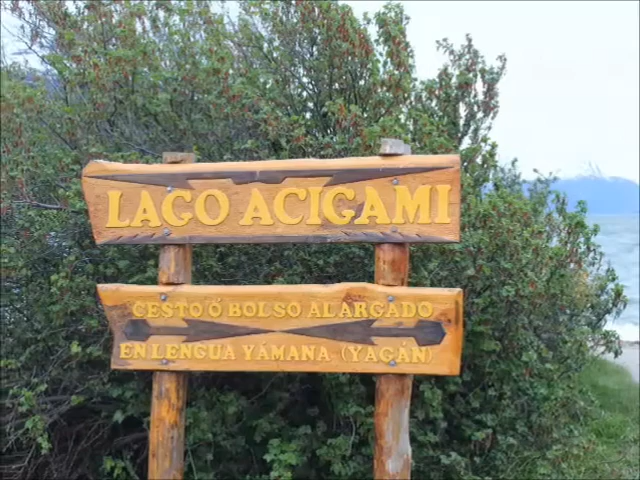 LAGO ACIGAMI
CESTO Ó BOLSO ALARGADO
EN LENGUA YÁMANA (YAGÁN)